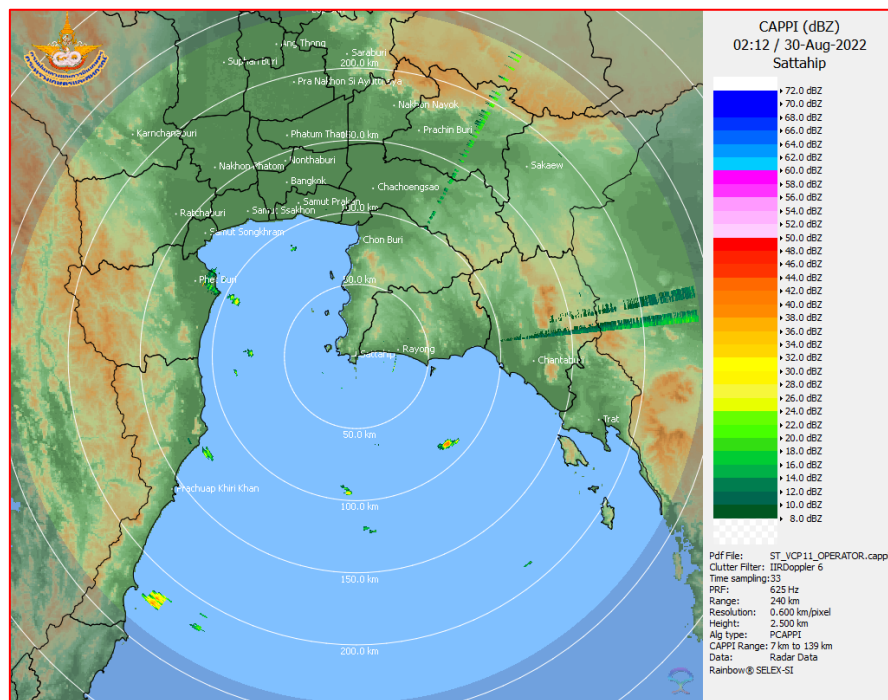 CAPPI (dBZ)
02:12 / 30-Aug-2022
Sattahip
72.0 dBZ
70.0 dBZ
68.0 dBZ
66.0 dBZ
64.0 dBZ
62.0 dBZ
60.0 dBZ
58.0 dBZ
56.0 dBZ
54.0 dBZ
52.0 dBZ
50.0 dBZ
48.0 dBZ
46.0 dBZ
44.0 dBZ
42.0 dBZ
40.0 dBZ
38.0 dBZ
36.0 dBZ
34.0 dBZ
32.0 dBZ
30.0 dBZ
28.0 dBZ
26.0 dBZ
24.0 dBZ
22.0 dBZ
20.0 dBZ
18.0 dBZ
16.0 dBZ
14.0 dBZ
12.0 dBZ
10.0 dBZ
8.0 dBZ
Pdf File: ST_VCP11_OPERATOR.capp
Clutter Filter: IIRDoppler 6
Time sampling:33
PRF: 625 Hz
Range: 240 km
Resolution: 0.600 km/pixel
Height: 2.500 km
Alg type: PCAPPI
CAPPI Range: 7 km to 139 km
Data: Radar Data
Rainbow® SELEX-SI
Ang Thong
Saraburi
Suphan Buri
200.0 km
Pra Nakhon Si Ayutthaya
Nakhon Nayok
Karnchanaburi
Phatum Thani
Prachin Buri
Nonthaburi
Nakhon Phatom
Sakaew
Bangkok
Chachoengsao
Samut Prakan
Ratchaburi
Samut Ssakhon
Samut Songkhram
Chon Buri
Phet Buri
50.0 km
Sattahip
Rayong
Chantaburi
Trat
50.0 km
Prachuap Khiri Khan
100.0 km
150.0 km
200.0 km